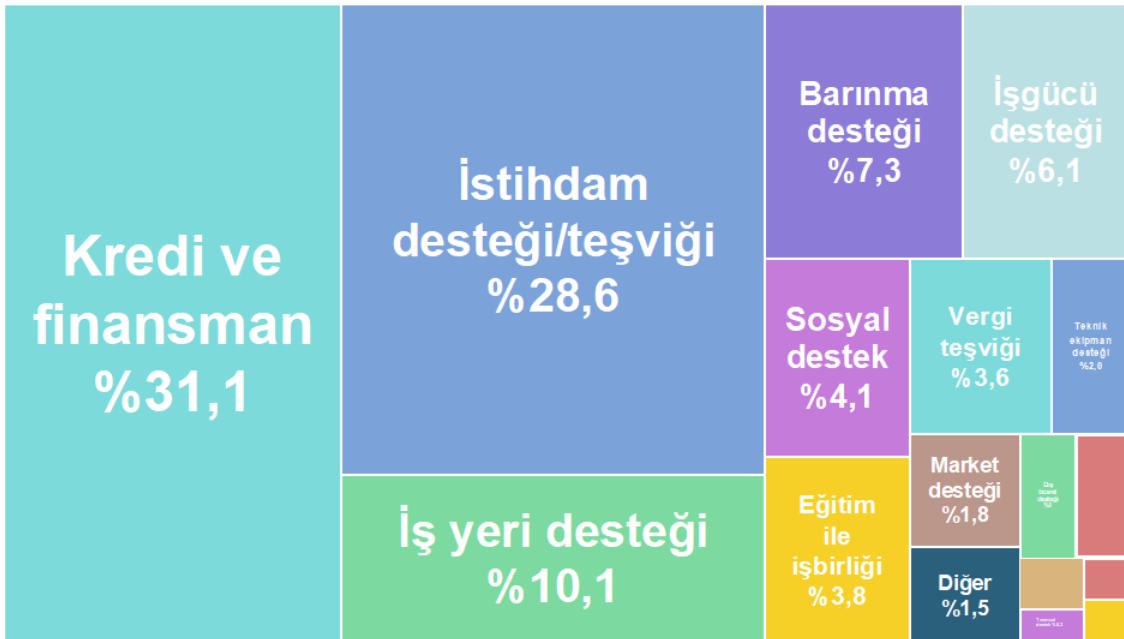 Kredi ve
finansman
%31,1
İstihdam
desteği/teşviği
%28,6
İş yeri desteği
%10,1
Barınma
desteği
%7,3
İşgücü
desteği
%6,1
Sosyal
destek
%4,1
Vergi
teşviği
%3,6
Teknik
ekipman
desteği
%2,0
Eğitim
ile
işbirliği
%3,8
Market
desteği
%1,8
Diğer
%1,5
desteği